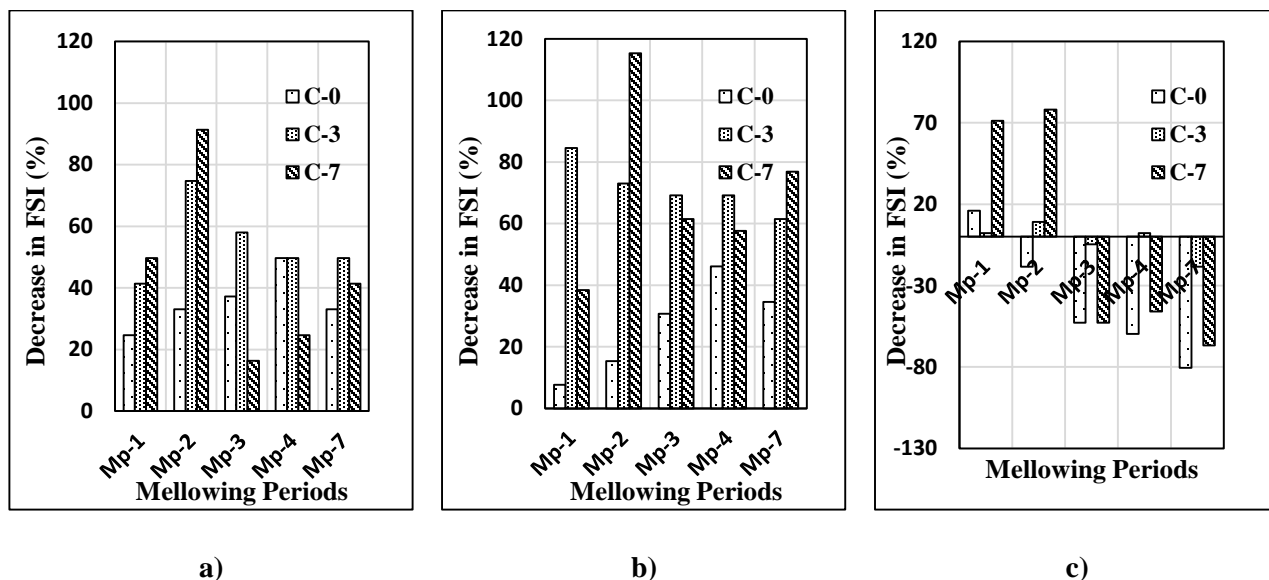 120
100
80
60
40
20
0
Decrease in FSI (%)
C-0
C-3
C-7
Mp-1
Mp-2
Mp-3
Mp-4
Mp-7
Mellowing Periods
a)
120
100
80
60
40
20
0
Decrease in FSI (%)
C-0
C-3
C-7
Mp-1
Mp-2
Mp-3
Mp-4
Mp-7
Mellowing Periods
b)
120
70
20
-30
-80
-130
Decrease in FSI (%)
C-0
C-3
C-7
Mp-1
Mp-2
Mp-3
Mp-4
Mp-7
Mellowing Periods
c)